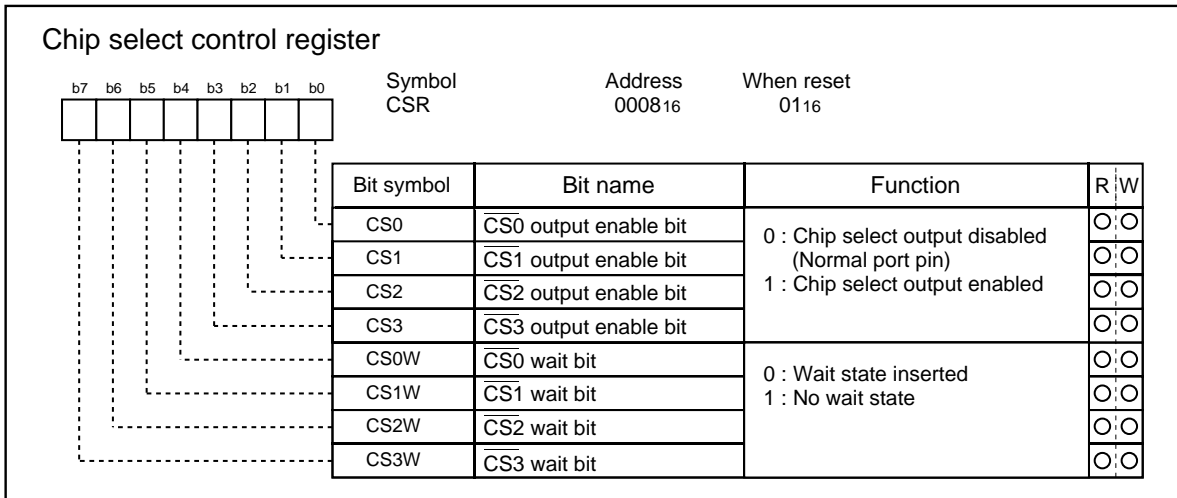 Chip select control register
b7 b6 b5 b4 b3 b2 b1 b0
Symbol Address When reset
CSR 000816 0116
Bit symbol Bit name Function R W
CS0 CS0 output enable bit
CS1 CS1 output enable bit
CS2 CS2 output enable bit
CS3 CS3 output enable bit
0 : Chip select output disabled
(Normal port pin)
1 : Chip select output enabled
CS0W CS0 wait bit
CS1W CS1 wait bit
CS2W CS2 wait bit
CS3W CS3 wait bit
0 : Wait state inserted
1 : No wait state